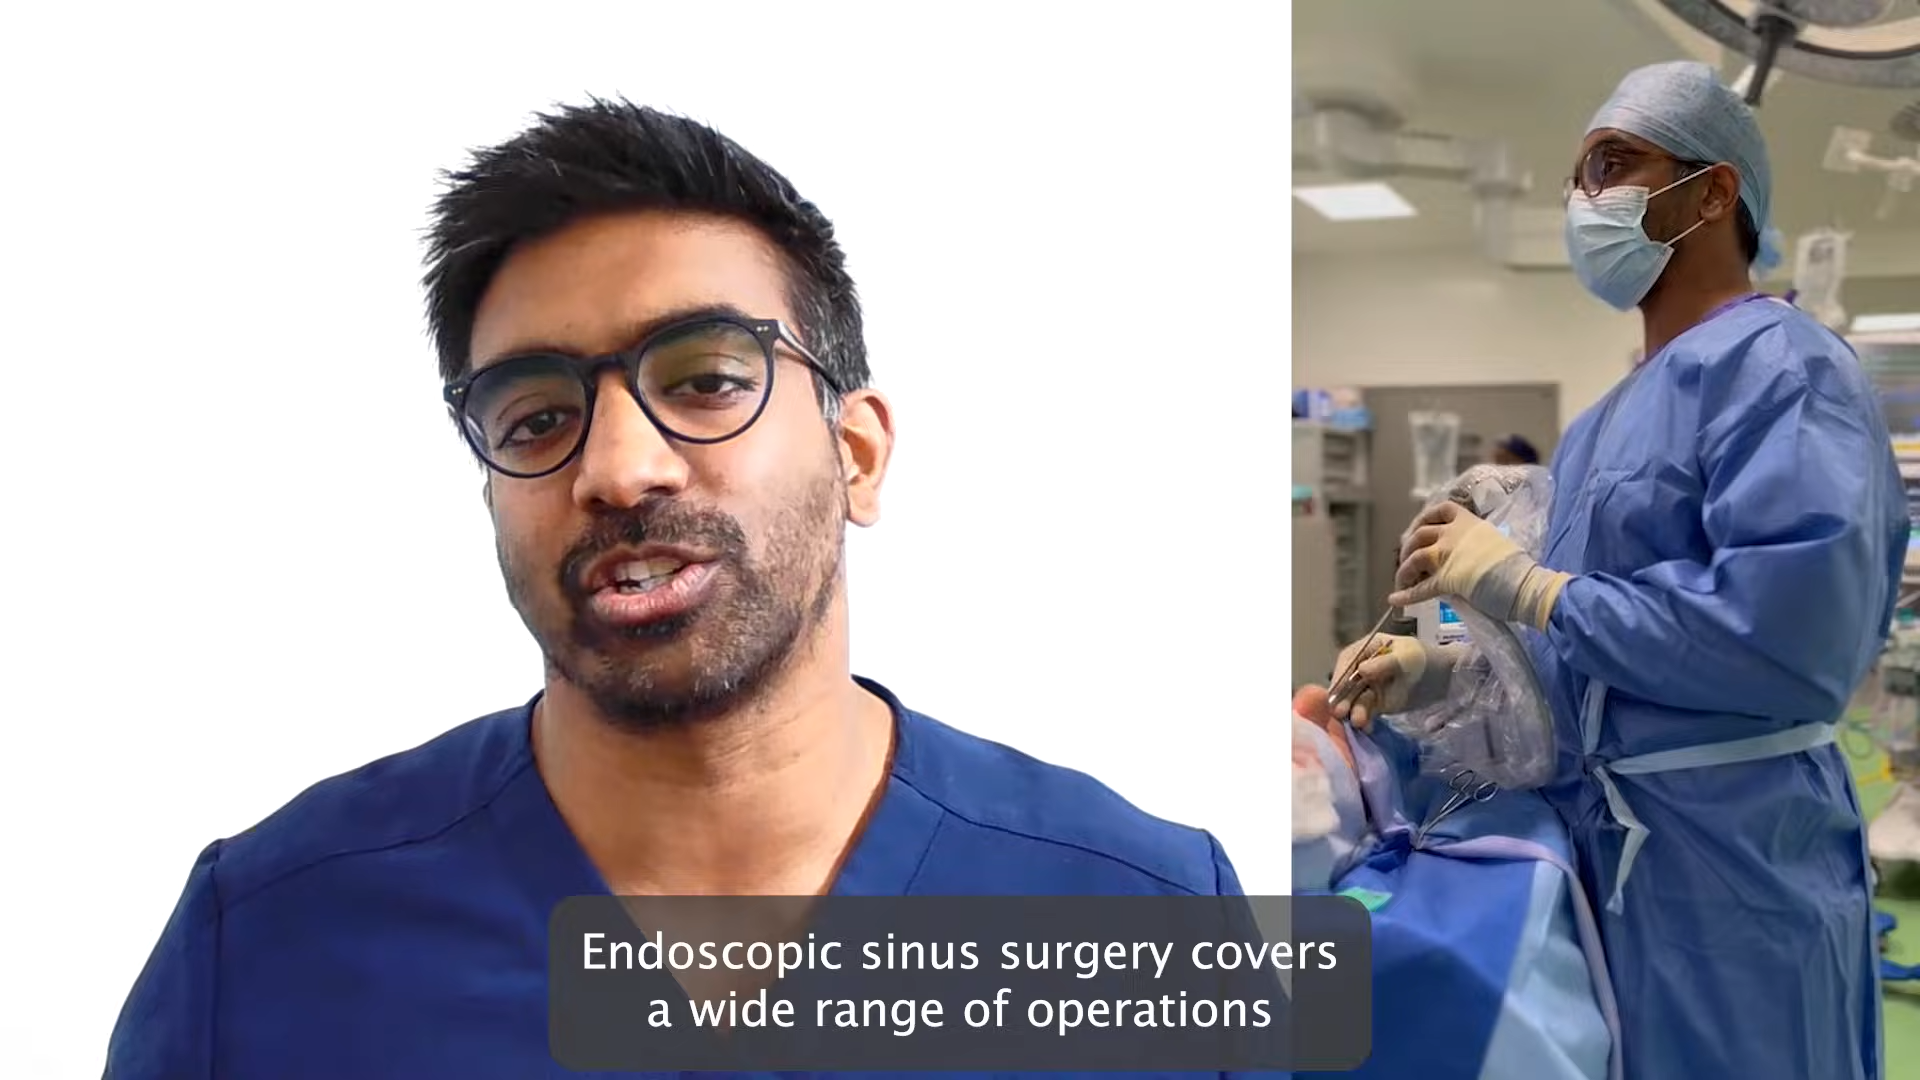 Endoscopic sinus surgery covers
a wide range of operations